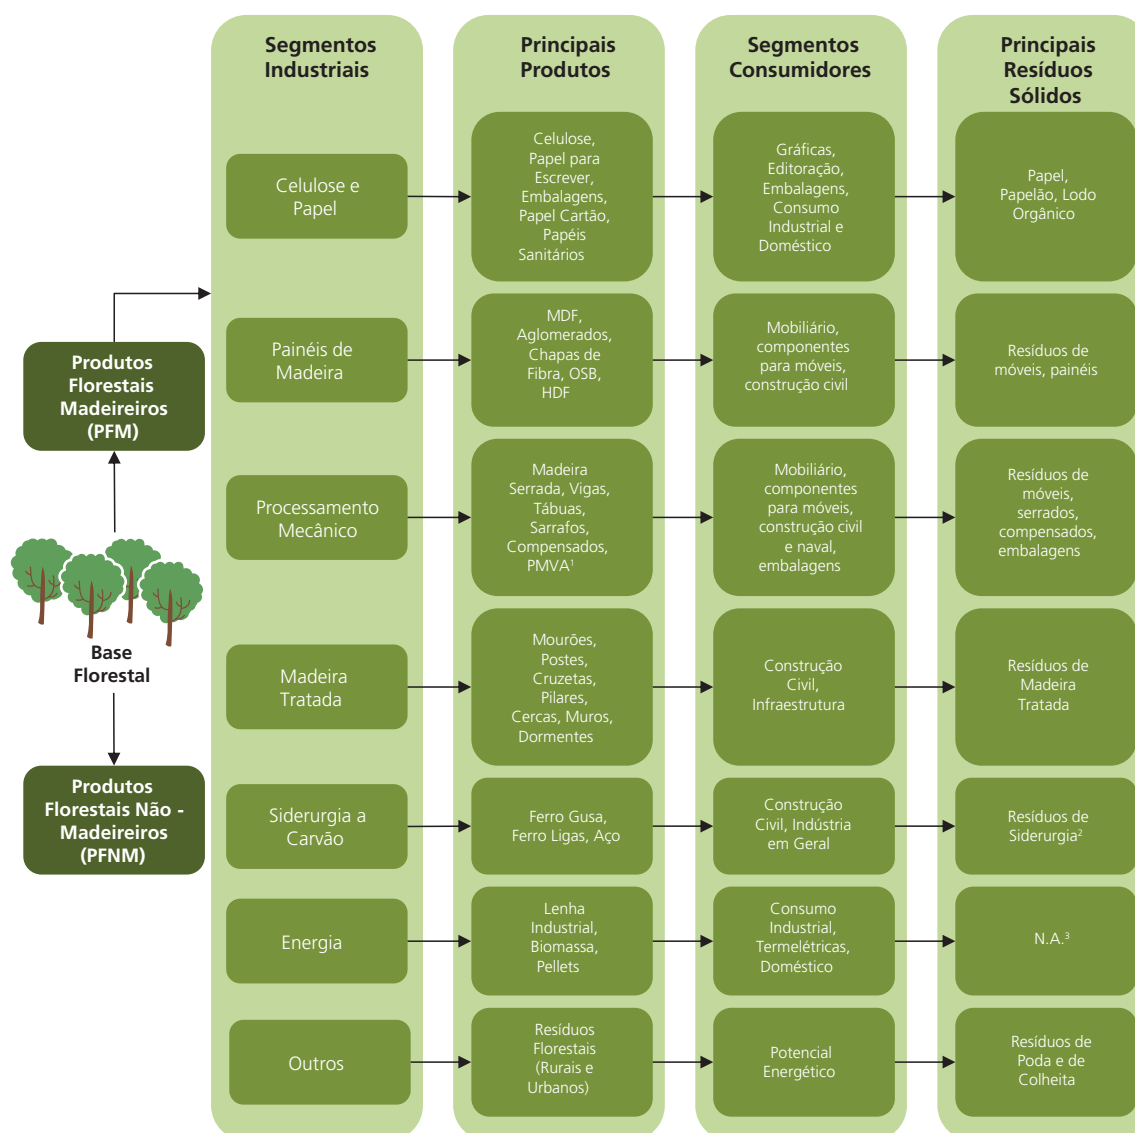 Segmentos
Industriais
Principais
Produtos
Segmentos
Consumidores
Principais
Resíduos
Sólidos
Celulose e
Papel
Celulose,
Papel para
Escrever,
Embalagens,
Papel Cartão,
Papéis
Sanitários
Gráficas,
Editoração,
Embalagens,
Consumo
Industrial e
Doméstico
Papel,
Papelão, Lodo
Orgânico
Produtos
Florestais
Madeireiros
(PFM)
Painéis de
Madeira
MDF,
Aglomerados,
Chapas de
Fibra, OSB,
HDF
Mobiliário,
componentes
para móveis,
construção civil
Resíduos de
móveis, painéis
Processamento
Mecânico
Madeira
Serrada, Vigas,
Tábuas,
Sarrafos,
Compensados,
PMVA¹
Mobiliário,
componentes
para móveis,
construção civil
e naval,
embalagens
Resíduos de
móveis,
serrados,
compensados,
embalagens
Base
Florestal
Madeira
Tratada
Mourões,
Postes,
Cruzetas,
Pilares,
Cercas, Muros,
Dormentes
Construção
Civil,
Infraestrutura
Resíduos de
Madeira
Tratada
Produtos
Florestais Não -
Madeireiros
(PFNM)
Siderurgia a
Carvão
Ferro Gusa,
Ferro Ligas, Aço
Construção
Civil, Indústria
em Geral
Resíduos de
Siderurgia²
Energia
Lenha
Industrial,
Biomassa,
Pellets
Consumo
Industrial,
Termelétricas,
Doméstico
N.A.³
Outros
Resíduos
Florestais
(Rurais e
Urbanos)
Potencial
Energético
Resíduos de
Poda e de
Colheita